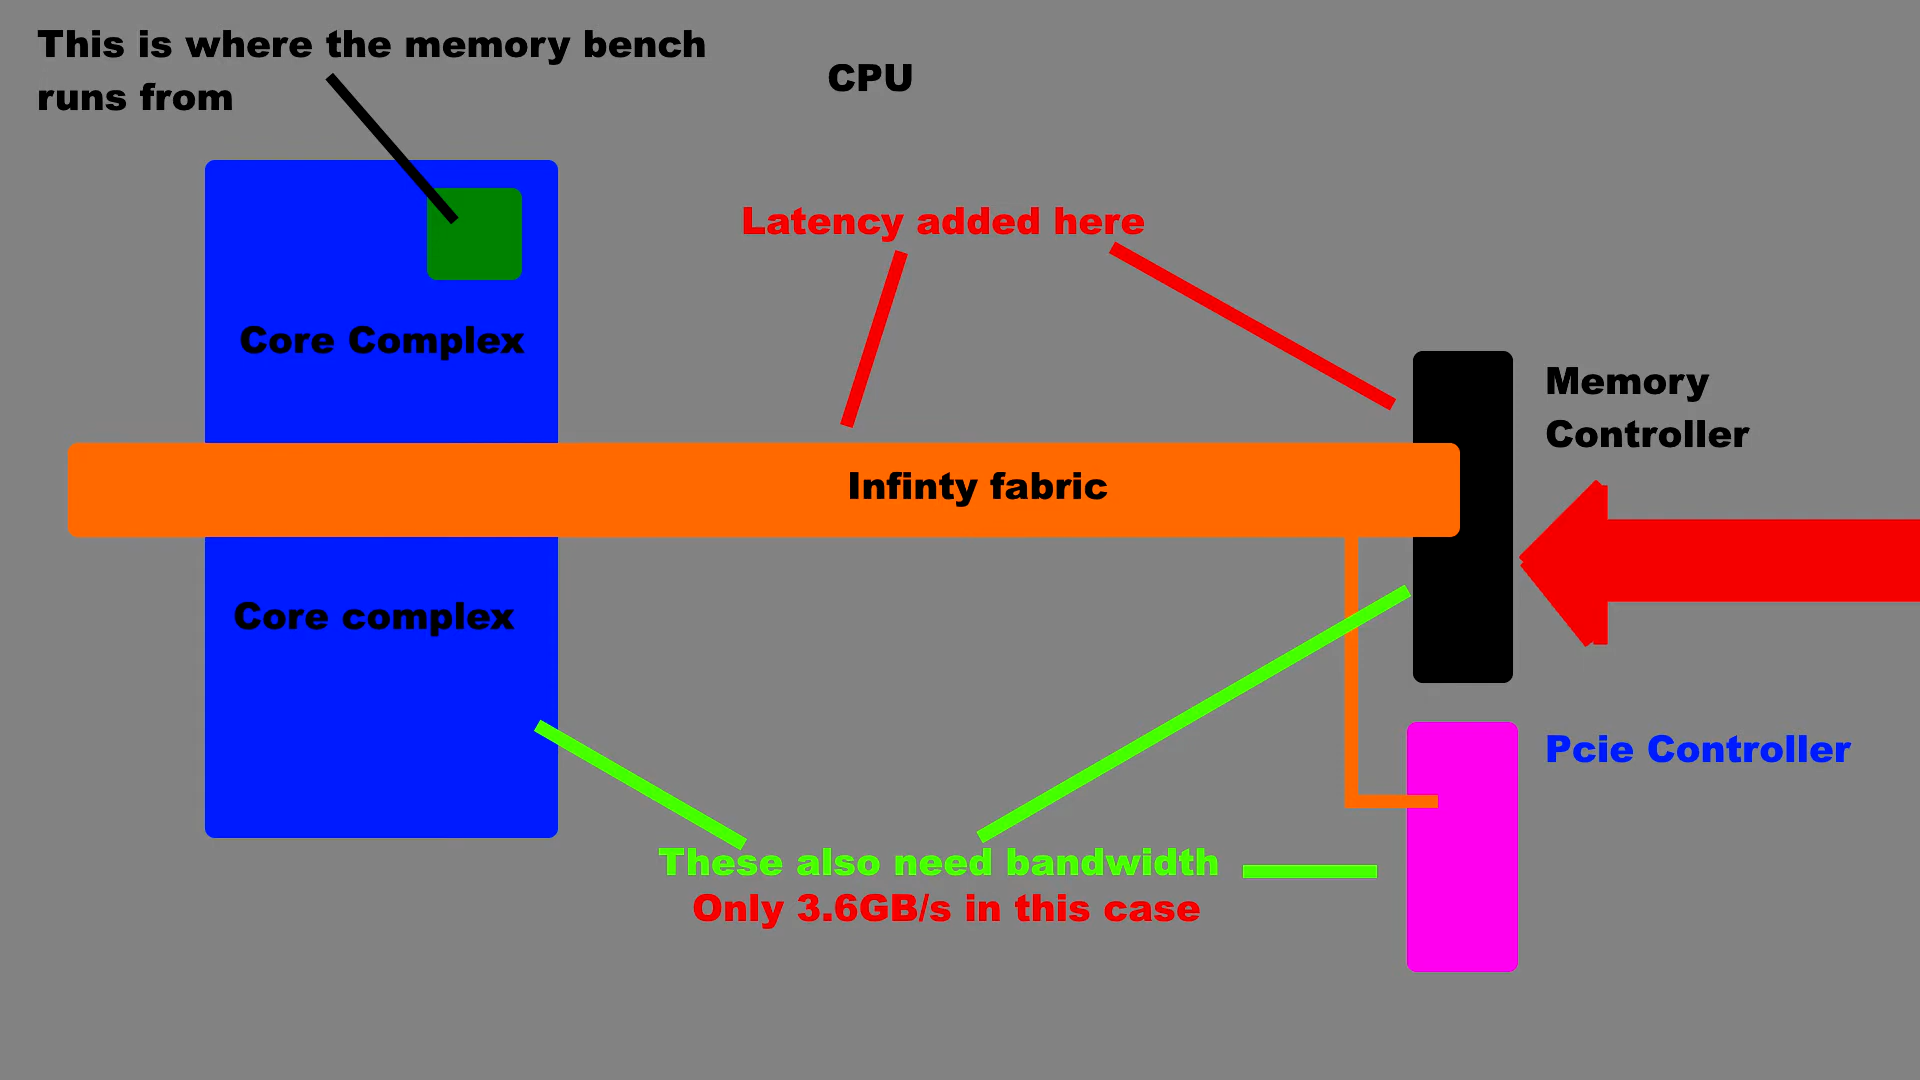 This is where the memory bench
runs from
CPU
Latency added here
Core Complex
Memory
Controller
Infinty fabric
Core complex
Pcie Controller
These also need bandwidth
Only 3.6GB/s in this case